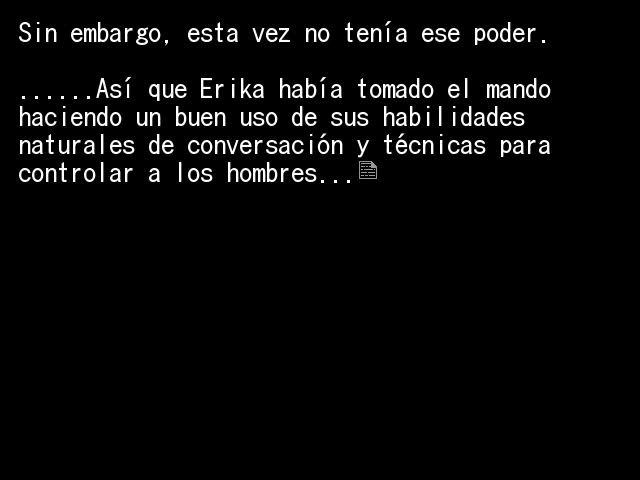 Sin embargo, esta vez no tenía ese poder.
......Así que Erika había tomado el mando
haciendo un buen uso de sus habilidades
naturales de conversación y técnicas para
controlar a los hombres...